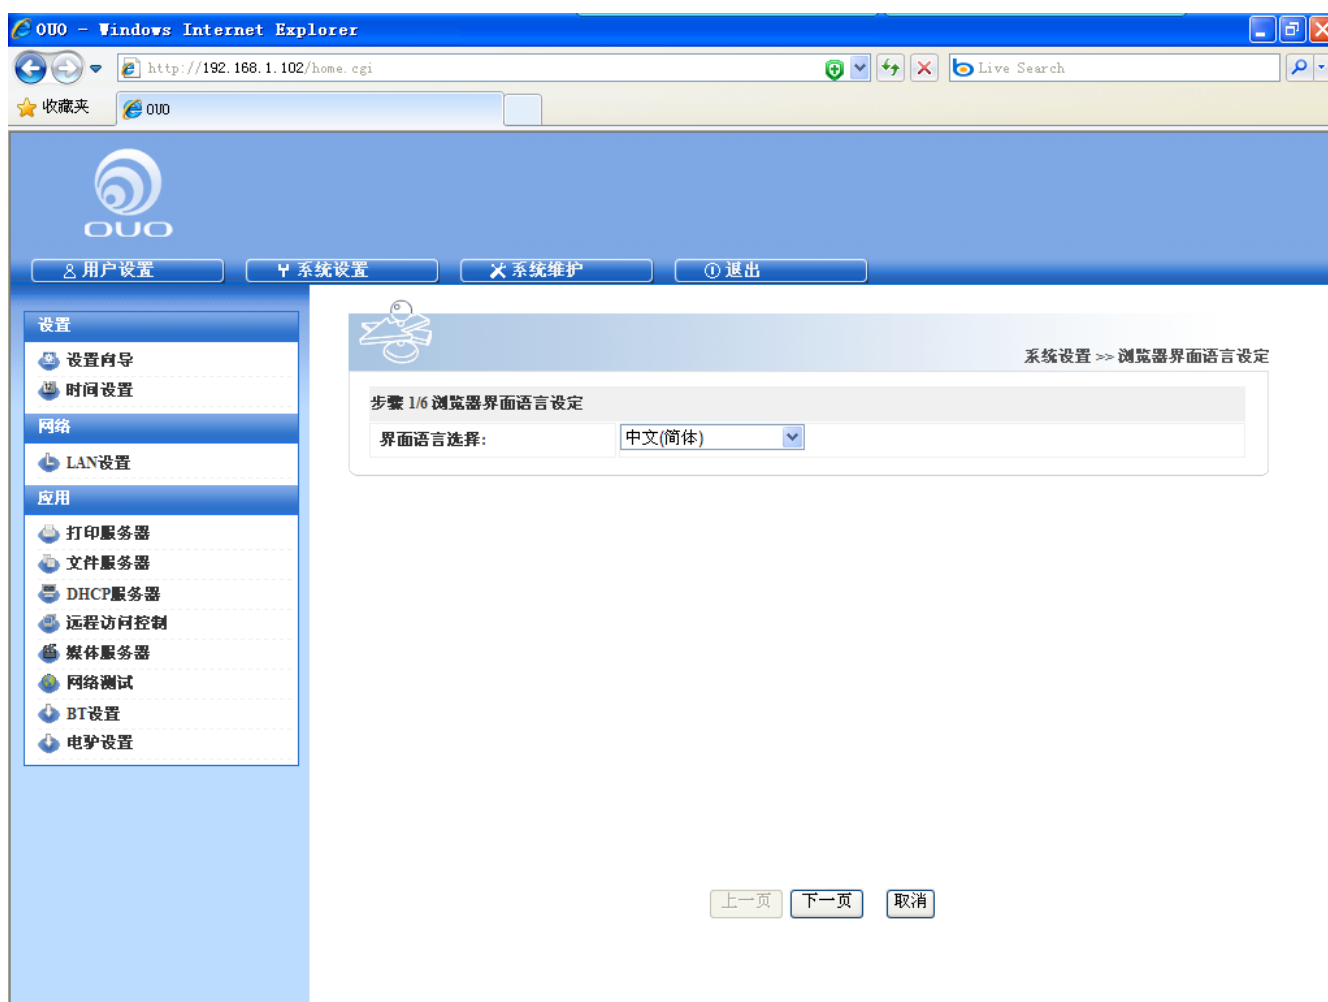 OUO - Windows Internet Explorer
http://192.168.1.102/home.cgi
Live Search
收藏夹
OUO
OUO
用户设置
系统设置
系统维护
退出
设置
设置向导
时间设置
网络
LAN设置
应用
打印服务器
文件服务器
DHCP服务器
远程访问控制
媒体服务器
网络测试
BT设置
电驴设置
系统设置 >> 浏览器界面语言设定
步骤 1/6 浏览器界面语言设定
界面语言选择:
中文(简体)
上一页
下一页
取消